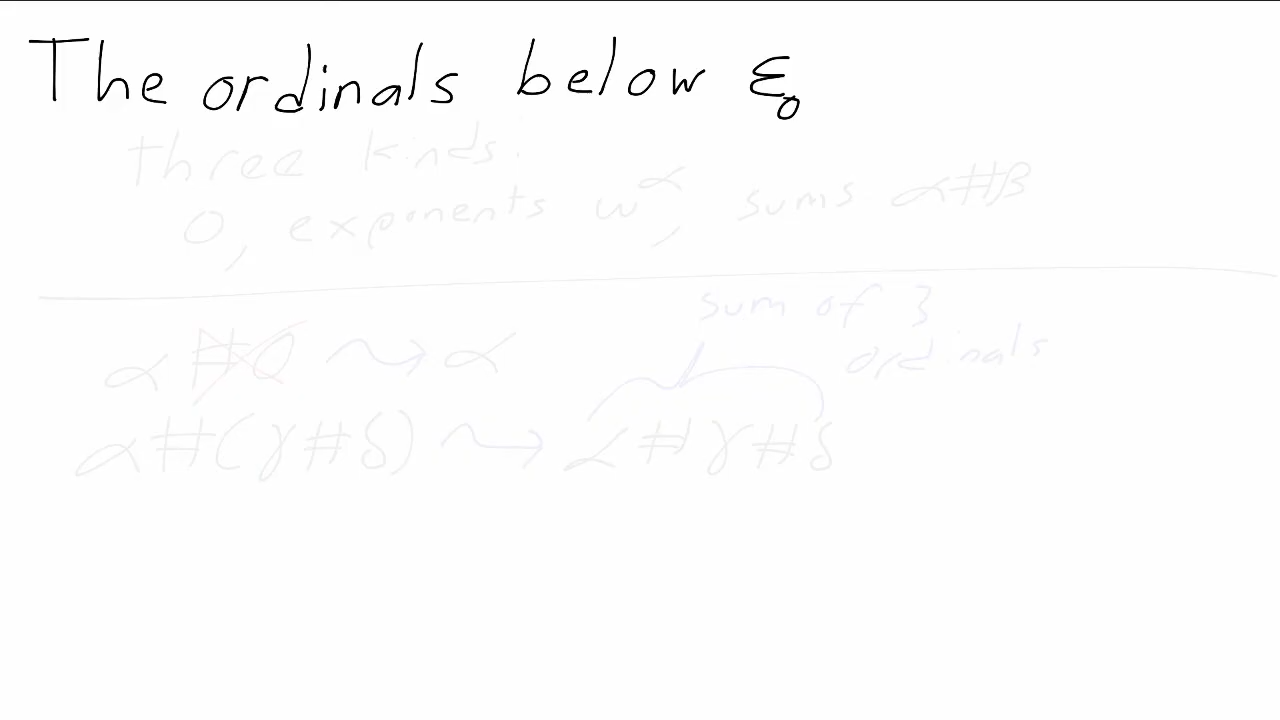 The ordinals below ε₀
three kinds:
0, exponents ω^α, sums α#β
sum of 3
ordinals
α #0 ⤳ α
α#(γ#δ) ⤳ α#γ#δ